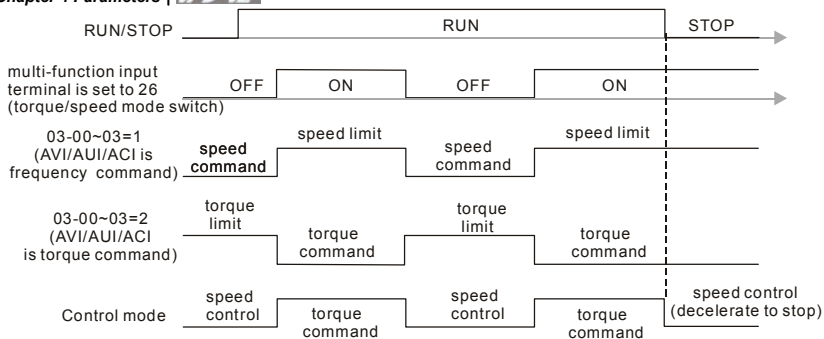 Chapter 4 Parameters |
RUN/STOP
RUN
STOP
multi-function input
terminal is set to 26
(torque/speed mode switch)
OFF
ON
OFF
ON
03-00~03=1
(AVI/AUI/ACI is
frequency command)
speed
command
speed limit
speed
command
speed limit
03-00~03=2
(AVI/AUI/ACI
is torque command)
torque
limit
torque
command
torque
limit
torque
command
Control mode
speed
control
torque
command
speed
control
torque
command
speed control
(decelerate to stop)